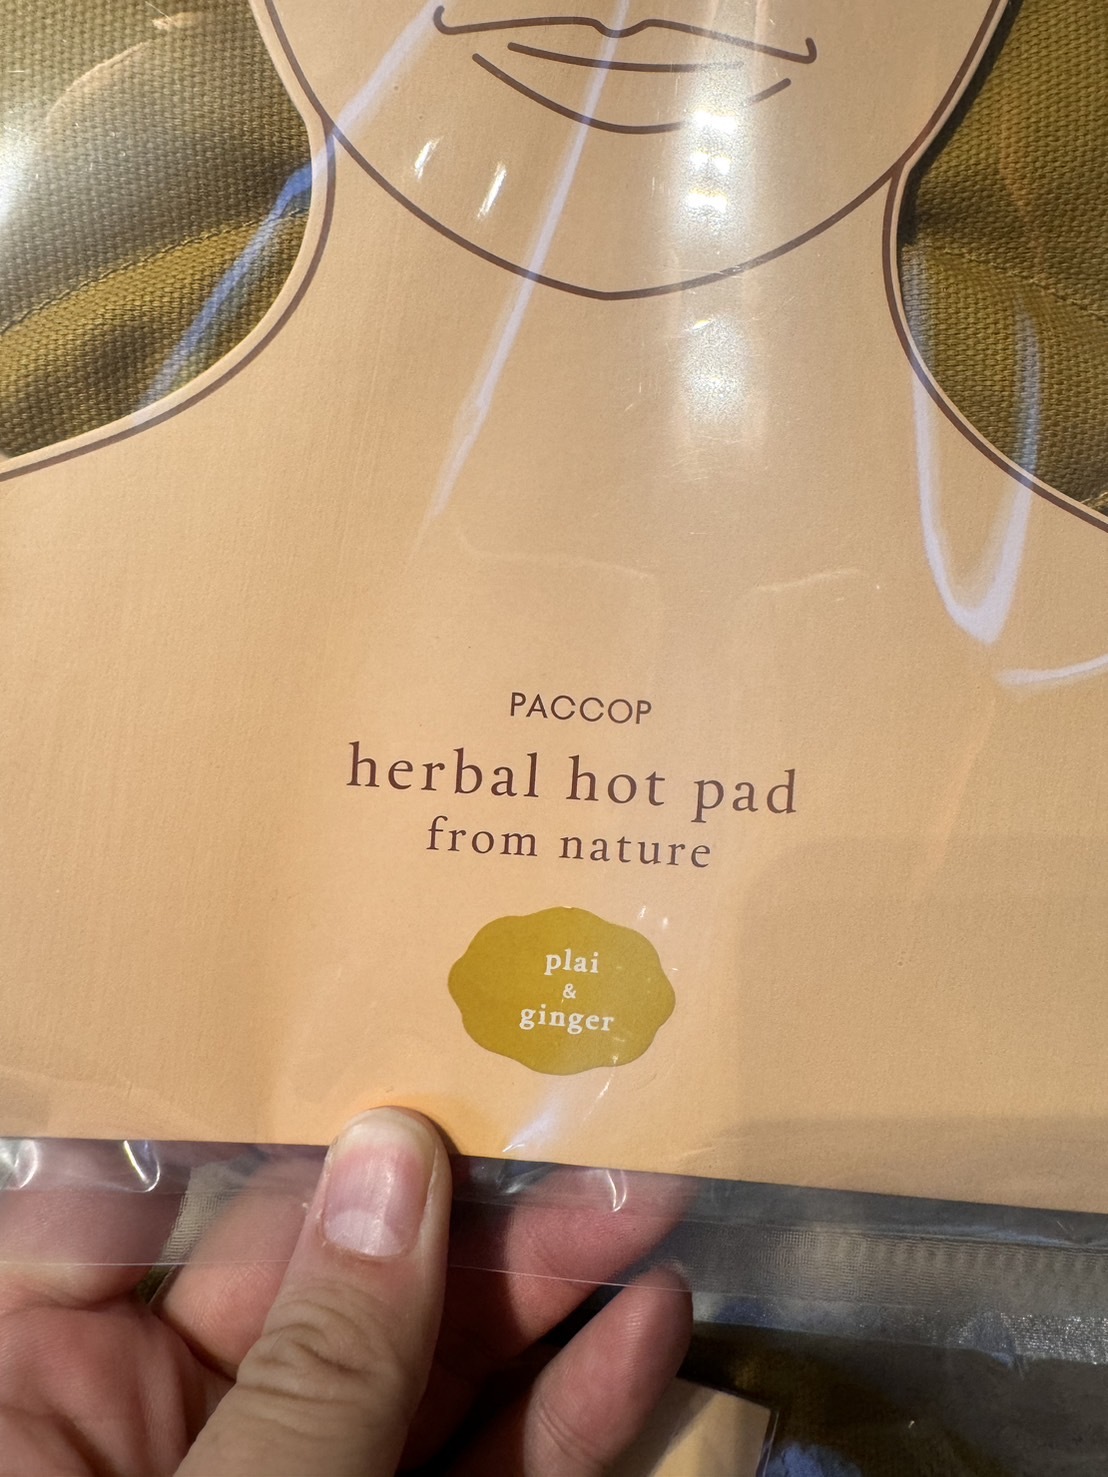 PACCOP
herbal hot pad
from nature
plai
&
ginger